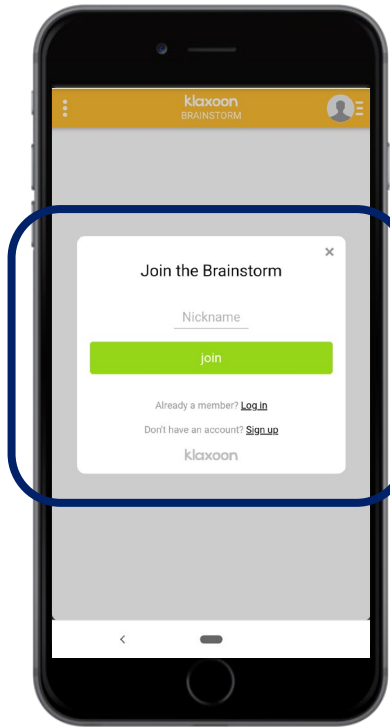 klaxoon
BRAINSTORM
Join the Brainstorm
Nickname
join
Already a member? Log in
Don't have an account? Sign up
klaxoon